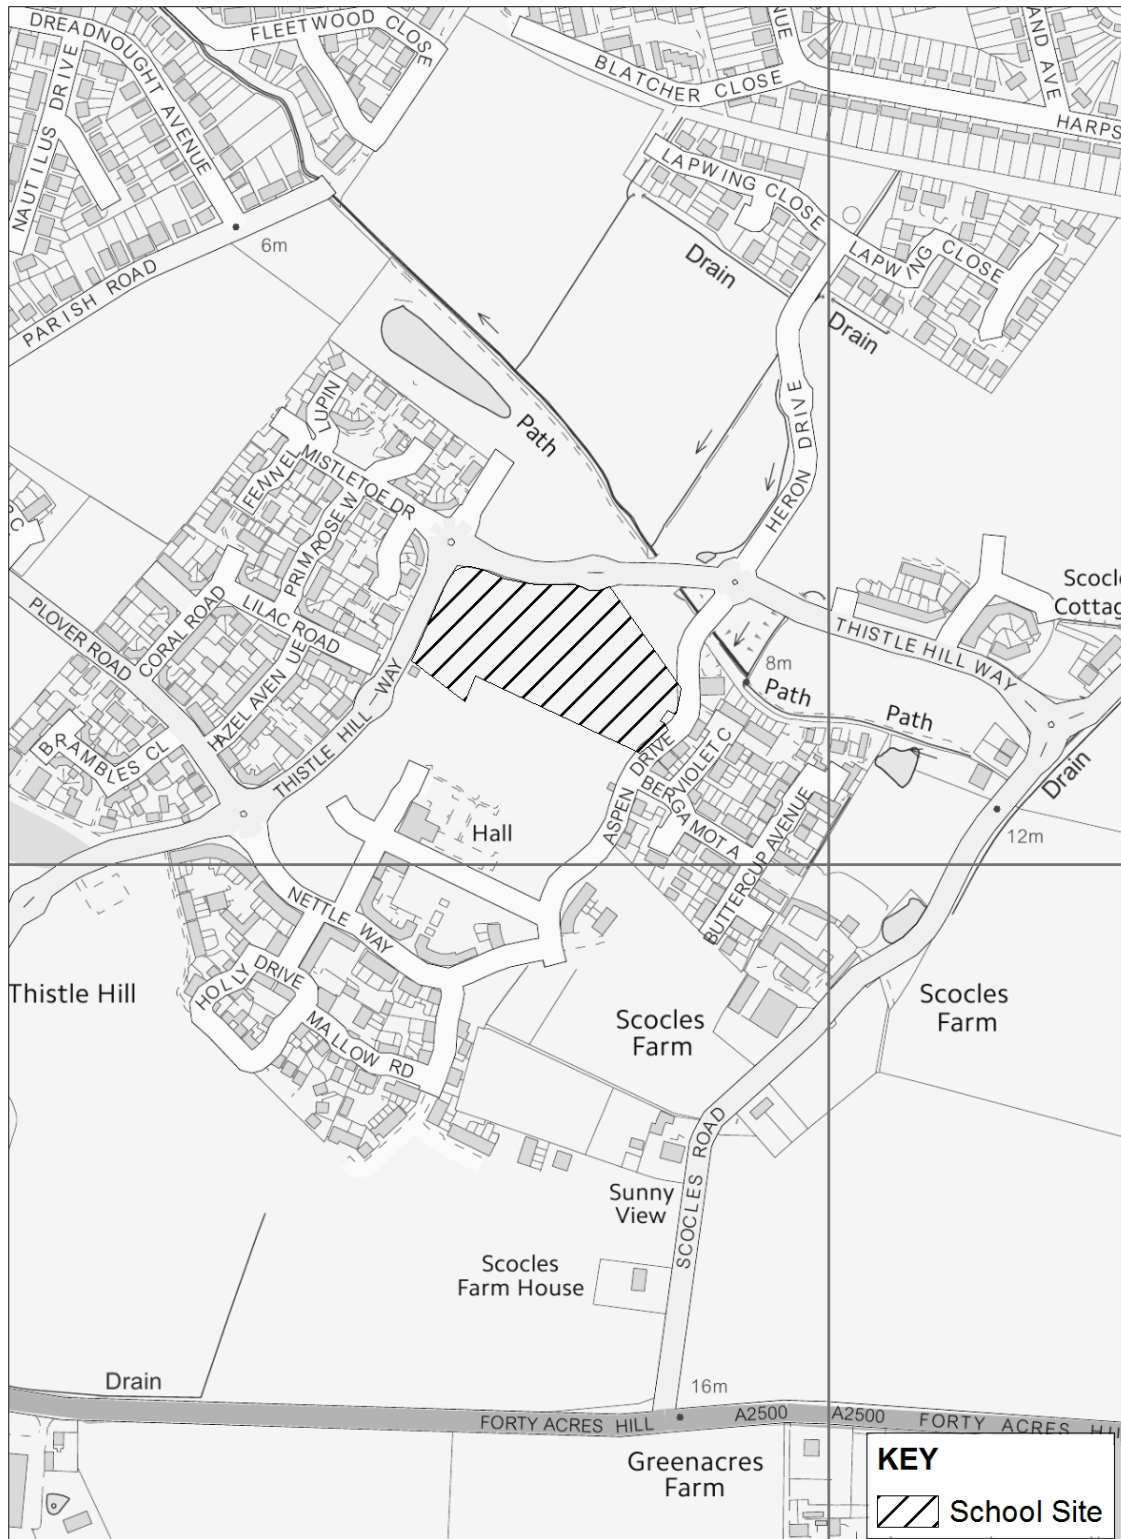 FLEETWOOD CLOSE
DREADNOUGHT AVENUE
NAUTILUS DRIVE
NUE
AND AVE
BLATCHER CLOSE
HARPS
LAPWING CLOSE
LAPWING CLOSE
6m
PARISH ROAD
Drain
Drain
HERON DRIVE
Path
LUPIN
FENNEL
MISTLETOE DR
PRIMROSE W
RC
PLOVER ROAD
CORAL ROAD
LILAC ROAD
HAZEL AVENUE
BRAMBLES CL
THISTLE HILL WAY
Scocle
Cottag
THISTLE HILL WAY
8m
Path
Path
Drain
12m
ASPEN DRIVE
VIOLET C
BERGAMOT A
BUTTERCUP AVENUE
Hall
NETTLE WAY
HOLLY DRIVE
MALLOW RD
Thistle Hill
Scocles
Farm
Scocles
Farm
SCOCLES ROAD
Sunny
View
Scocles
Farm House
Drain
16m
FORTY ACRES HILL
A2500
A2500
FORTY ACRES HIL
Greenacres
Farm
KEY
School Site